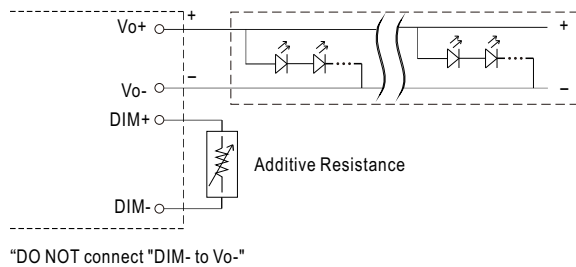 Vo+ + +
Vo- – –
DIM+
Additive Resistance
DIM-
“DO NOT connect "DIM- to Vo-"